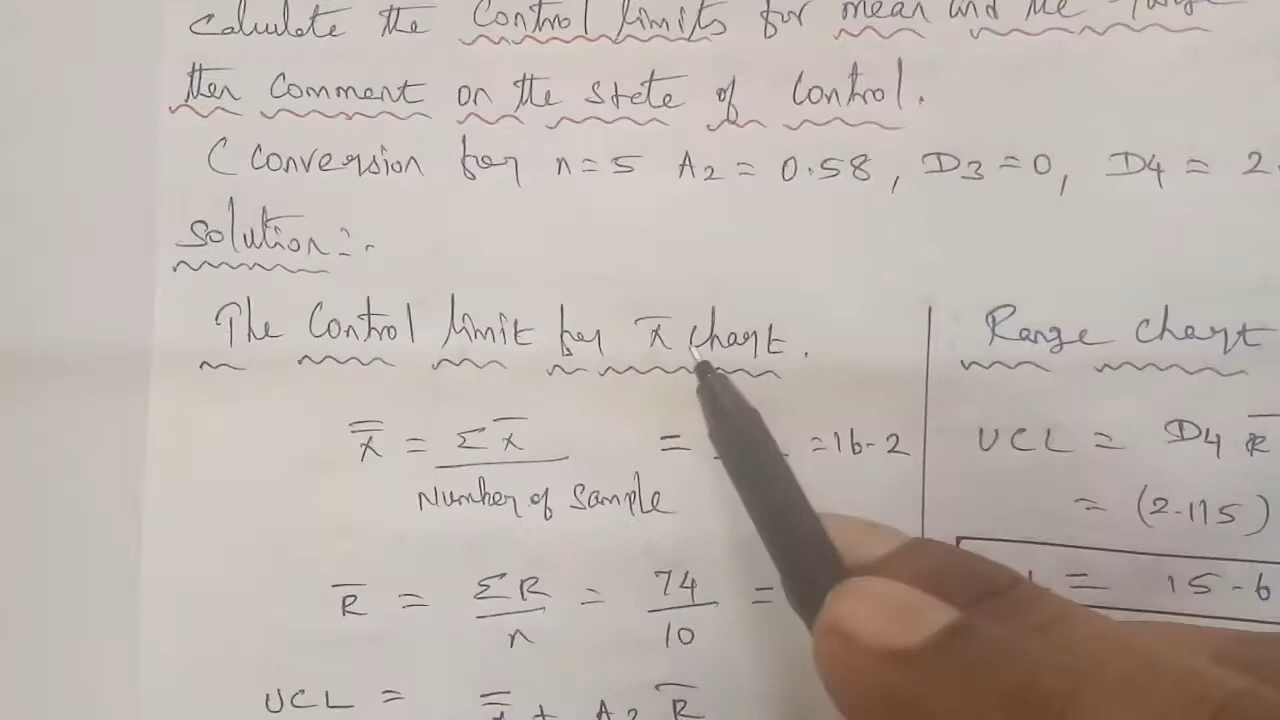 Calculate the Control limits for mean and the
then Comment on the state of Control.
( Conversion for n=5 A2 = 0.58, D3 =0, D4 = 2.
Solution:-
The Control limit for x̄ chart.
x̿ = Σx̄ / Number of Sample = =16-2
R̄ = ΣR / n = 74 / 10 =
UCL = x̿ + A2 R̄
Range chart
UCL = D4 R̄
= (2.115)
= 15-6